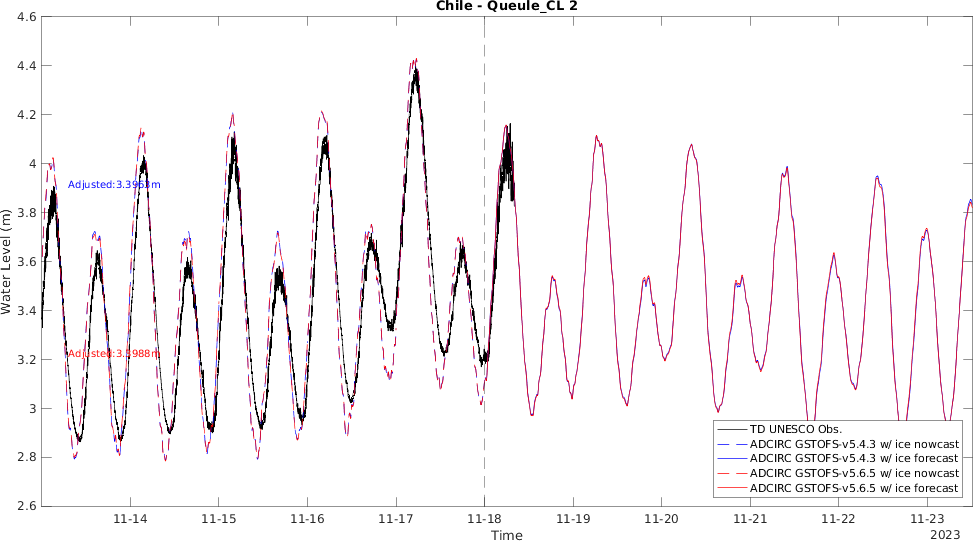 Chile - Queule_CL 2
4.6
4.4
4.2
4
3.8
3.6
3.4
3.2
3
2.8
2.6
Water Level (m)
Adjusted:
Adjusted:
TD UNESCO Obs.
ADCIRC GSTOFS-v5.4.3 w/ ice nowcast
ADCIRC GSTOFS-v5.4.3 w/ ice forecast
ADCIRC GSTOFS-v5.6.5 w/ ice nowcast
ADCIRC GSTOFS-v5.6.5 w/ ice forecast
11-14 11-15 11-16 11-17 11-18 11-19 11-20 11-21 11-22 11-23
Time
2023